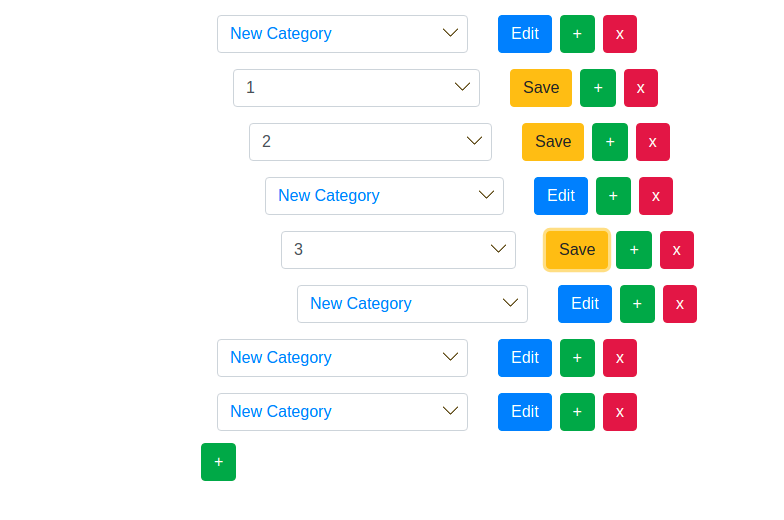 New Category Edit + x
1 Save + x
2 Save + x
New Category Edit + x
3 Save + x
New Category Edit + x
New Category Edit + x
New Category Edit + x
+